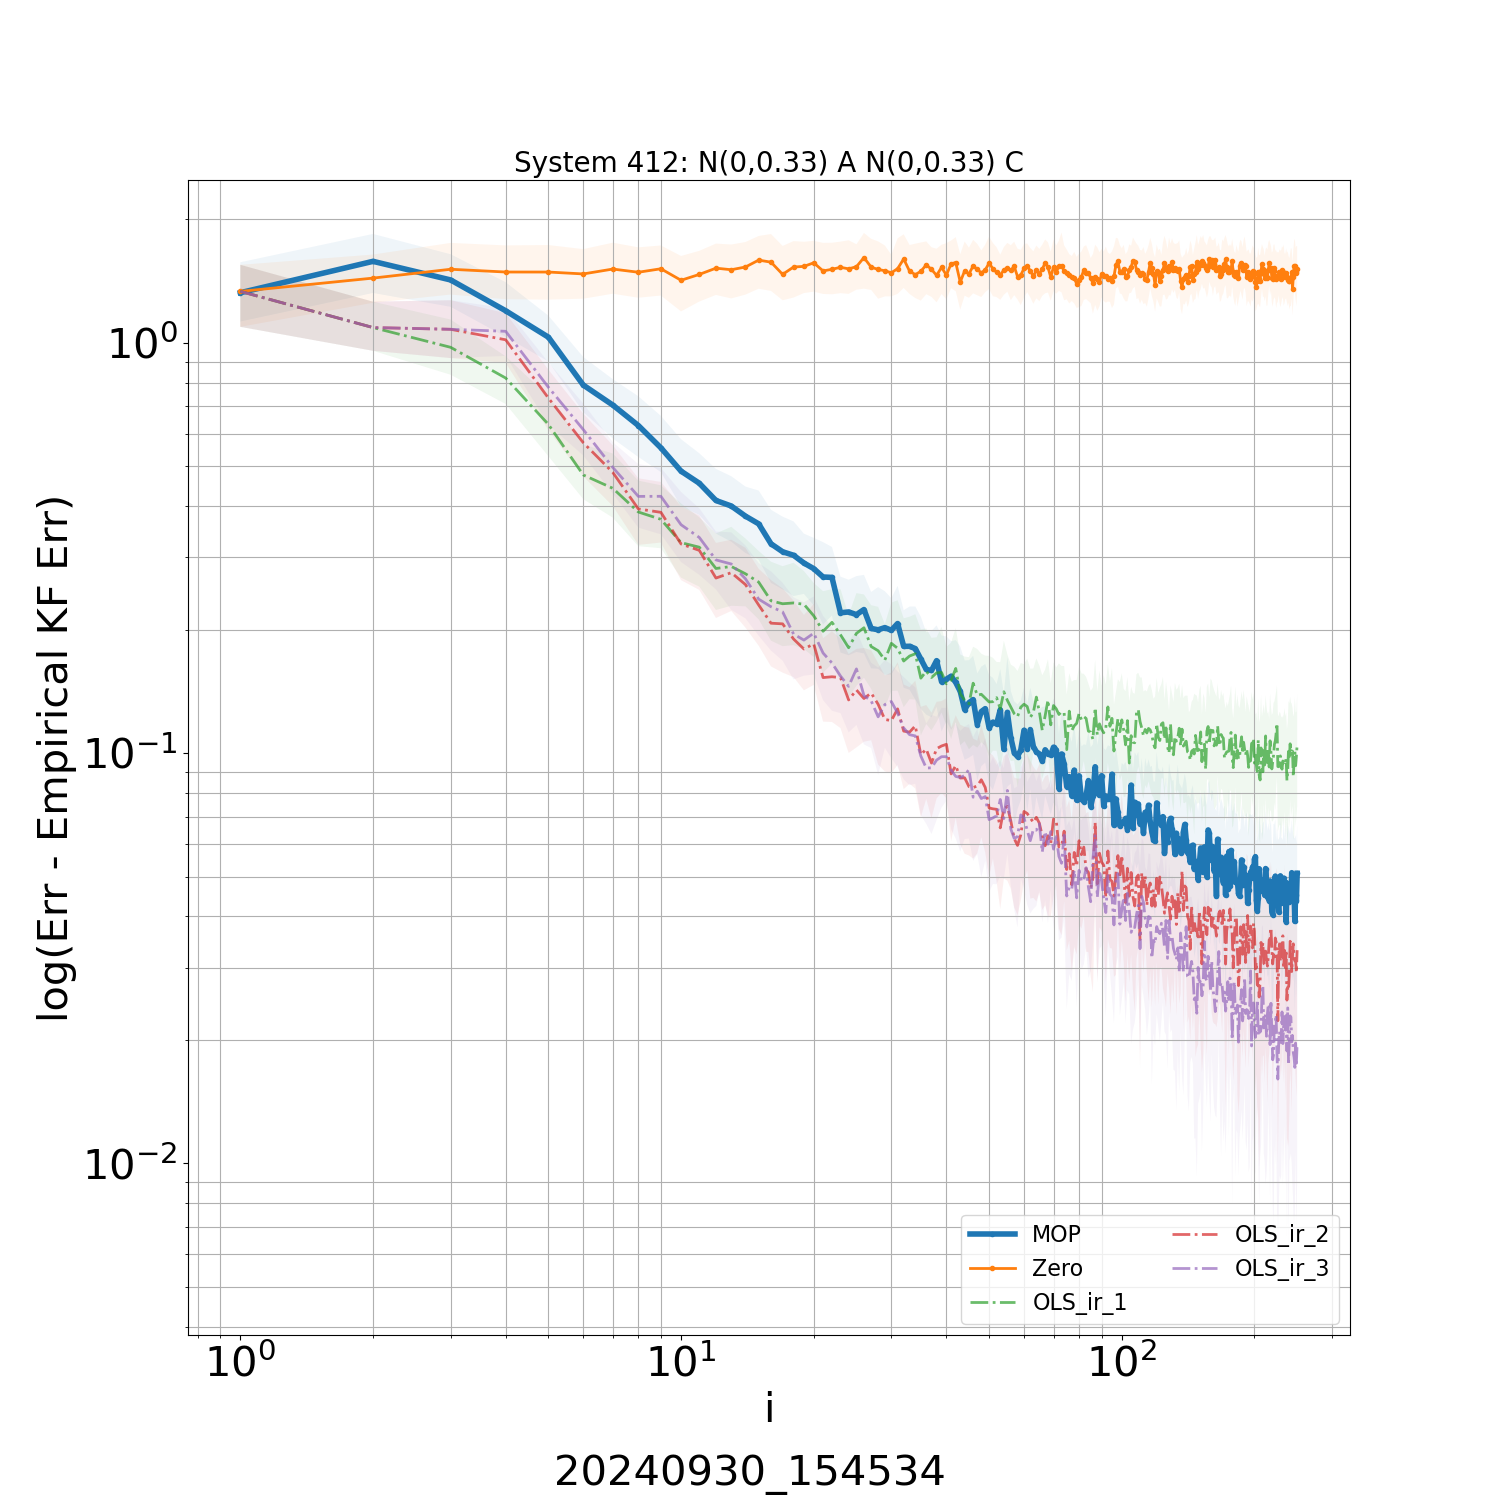 System 412: N(0,0.33) A N(0,0.33) C
log(Err - Empirical KF Err)
10⁰
10⁻¹
10⁻²
MOP
Zero
OLS_ir_1
OLS_ir_2
OLS_ir_3
10⁰ 10¹ 10²
i
20240930_154534